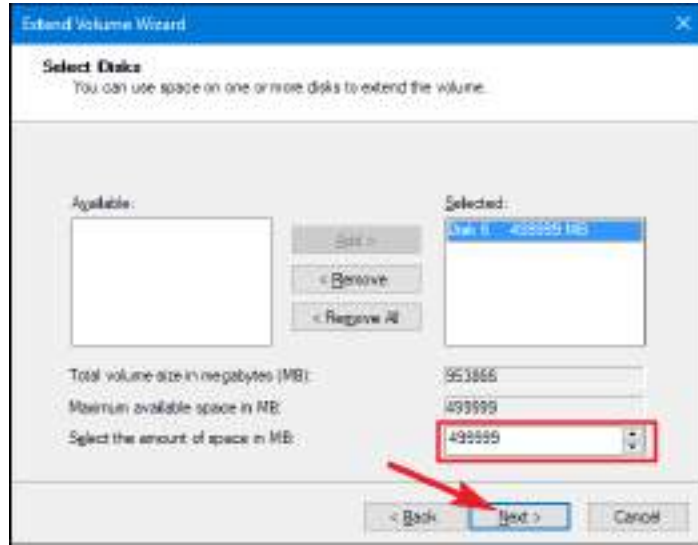 Extend Volume Wizard
Select Disks
You can use space on one or more disks to extend the volume.
Available:
Selected:
Disk 499999 MB
Add >
< Remove
< Remove All
Total volume size in megabytes (MB):
953866
Maximum available space in MB:
499999
Select the amount of space in MB:
499999
< Back
Next >
Cancel